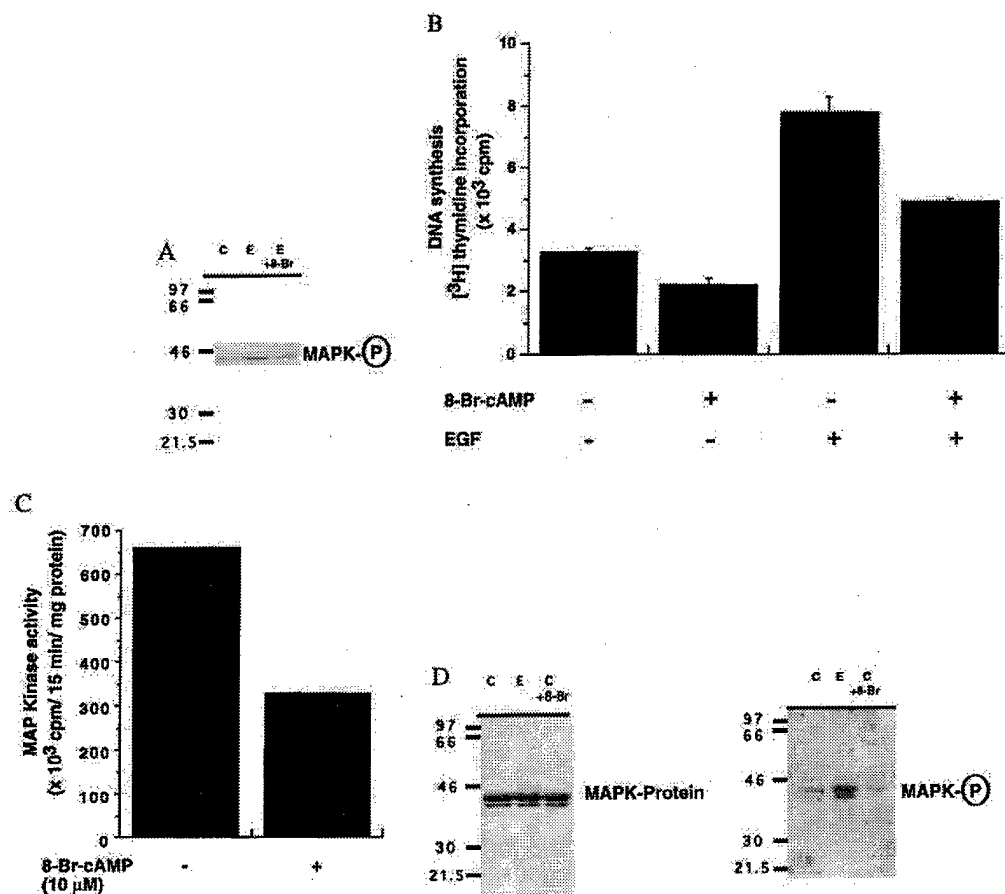 A
C E E
+8-Br
97
66
46
MAPK-P
30
21.5
B
DNA synthesis
[³H] thymidine incorporation
(x 10³ cpm)
10
8
6
4
2
0
8-Br-cAMP - + - +
EGF - - + +
C
MAP Kinase activity
(x 10³ cpm/ 15 min/ mg protein)
700
600
500
400
300
200
100
0
8-Br-cAMP - +
(10 µM)
D
C E C
+8-Br
97
66
46
MAPK-Protein
30
21.5
C E C
+8-Br
97
66
46
MAPK-P
30
21.5